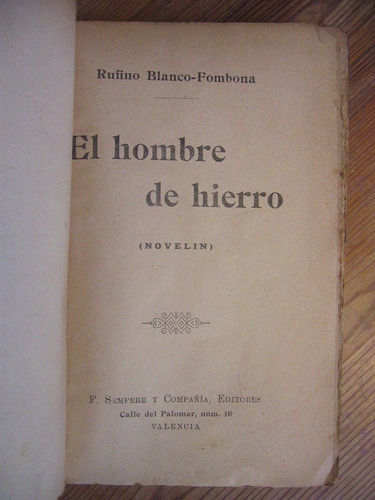 Rufino Blanco-Fombona
El hombre
de hierro
(NOVELIN)
F. SEMPERE Y COMPAÑÍA, EDITORES
Calle del Palomar, núm. 10
VALENCIA